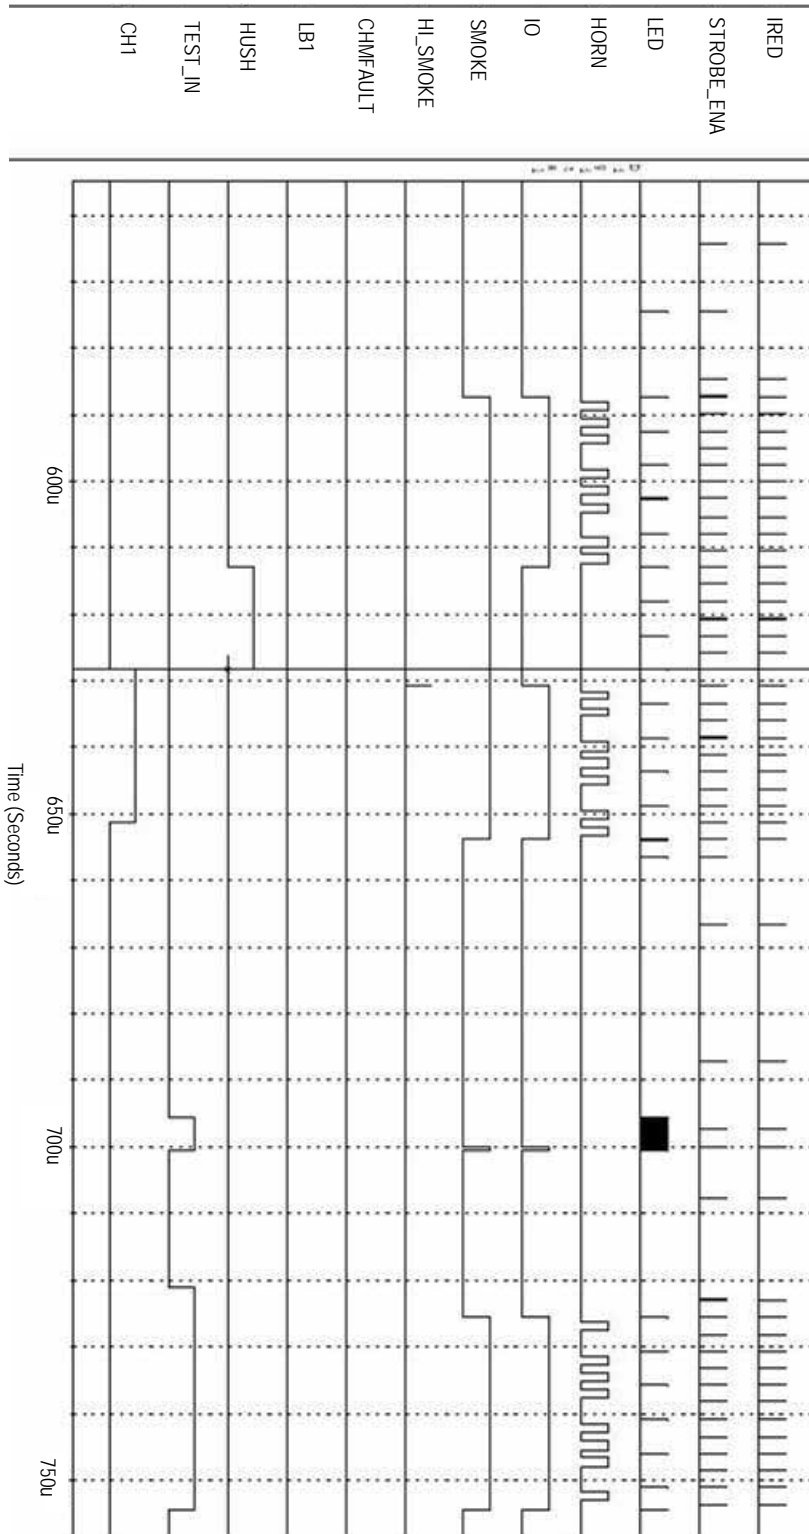 IRED
STROBE_ENA
LED
HORN
IO
SMOKE
HI_SMOKE
CHMFAULT
LB1
HUSH
TEST_IN
CH1
600u
650u
700u
750u
Time (Seconds)